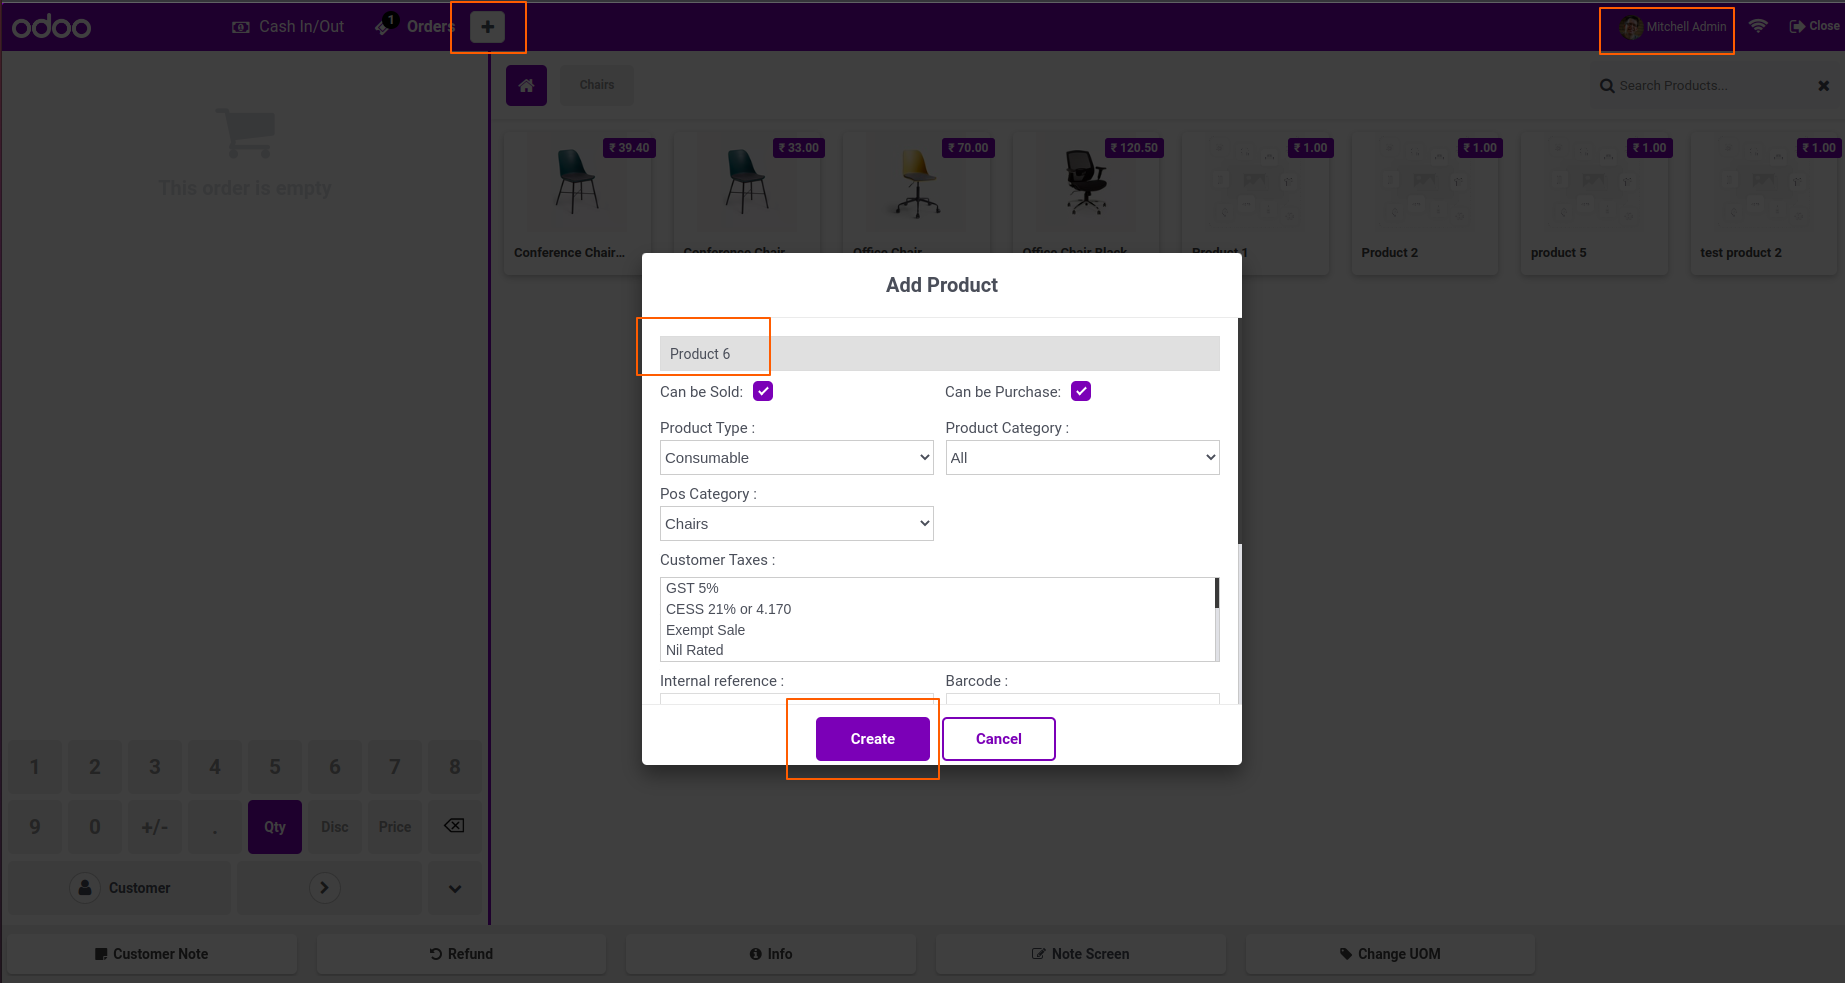 odoo
Cash In/Out
1
Orders
+
Mitchell Admin
Close
Chairs
Search Products...
This order is empty
₹ 39.40
₹ 33.00
₹ 70.00
₹ 120.50
₹ 1.00
₹ 1.00
₹ 1.00
₹ 1.00
Conference Chair...
Conference Chair
Office Chair
Office Chair Black
Product 1
Product 2
product 5
test product 2
Add Product
Product 6
Can be Sold:
Can be Purchase:
Product Type :
Product Category :
Consumable
All
Pos Category :
Chairs
Customer Taxes :
GST 5%
CESS 21% or 4.170
Exempt Sale
Nil Rated
Internal reference :
Barcode :
Create
Cancel
1 2 3 4 5 6 7 8
9 0 +/- . Qty Disc Price
Customer
Customer Note
Refund
Info
Note Screen
Change UOM